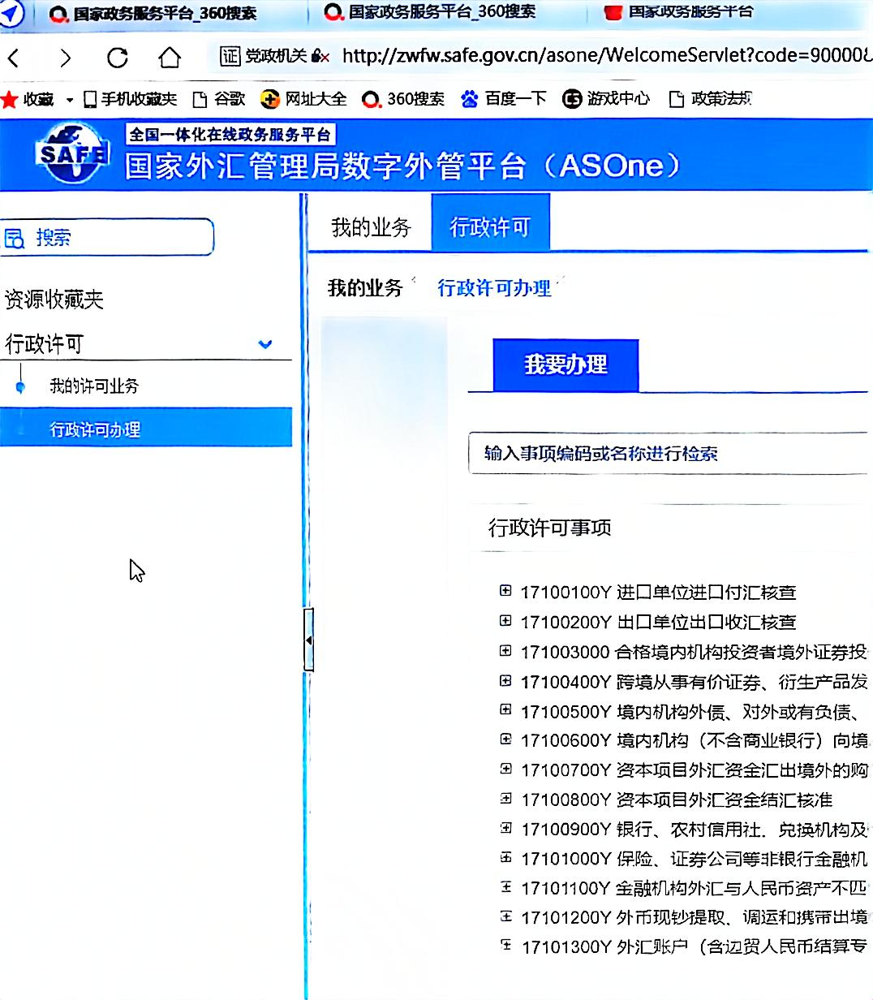 国家政务服务平台_360搜索
国家政务服务平台_360搜索
国家政务服务平台
证 党政机关 http://zwfw.safe.gov.cn/asone/WelcomeServlet?code=90000
收藏 手机收藏夹 谷歌 网址大全 360搜索 百度一下 游戏中心 政策法规
SAFE
全国一体化在线政务服务平台
国家外汇管理局数字外管平台（ASOne）
搜索
资源收藏夹
行政许可
我的许可业务
行政许可办理
我的业务 行政许可
我的业务 行政许可办理
我要办理
输入事项编码或名称进行检索
行政许可事项
17100100Y 进口单位进口付汇核查
17100200Y 出口单位出口收汇核查
171003000 合格境内机构投资者境外证券投
17100400Y 跨境从事有价证券、衍生产品发
17100500Y 境内机构外债、对外或有负债、
17100600Y 境内机构（不含商业银行）向境
17100700Y 资本项目外汇资金汇出境外的购
17100800Y 资本项目外汇资金结汇核准
17100900Y 银行、农村信用社、兑换机构及
17101000Y 保险、证券公司等非银行金融机
17101100Y 金融机构外汇与人民币资产不匹
17101200Y 外币现钞提取、调运和携带出境
17101300Y 外汇账户（含边贸人民币结算专